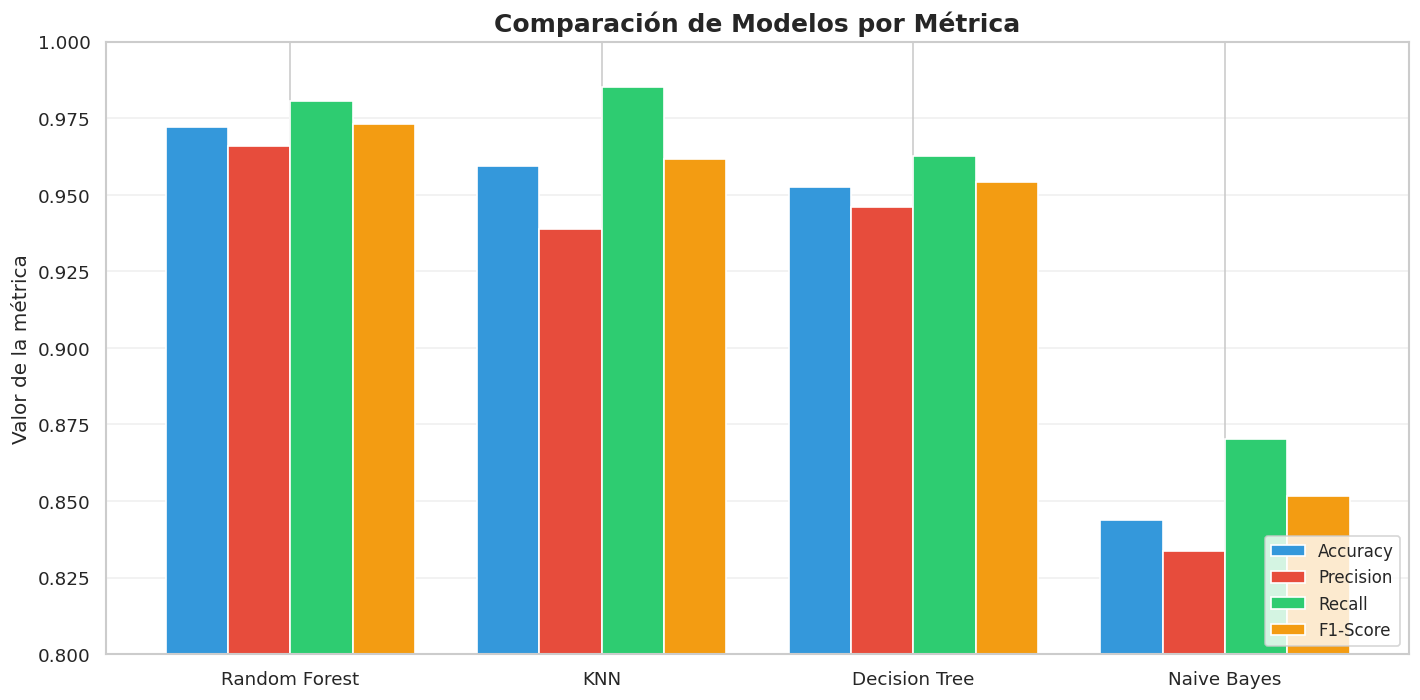 Comparación de Modelos por Métrica
Valor de la métrica
1.000
0.975
0.950
0.925
0.900
0.875
0.850
0.825
0.800
Random Forest
KNN
Decision Tree
Naive Bayes
Accuracy
Precision
Recall
F1-Score